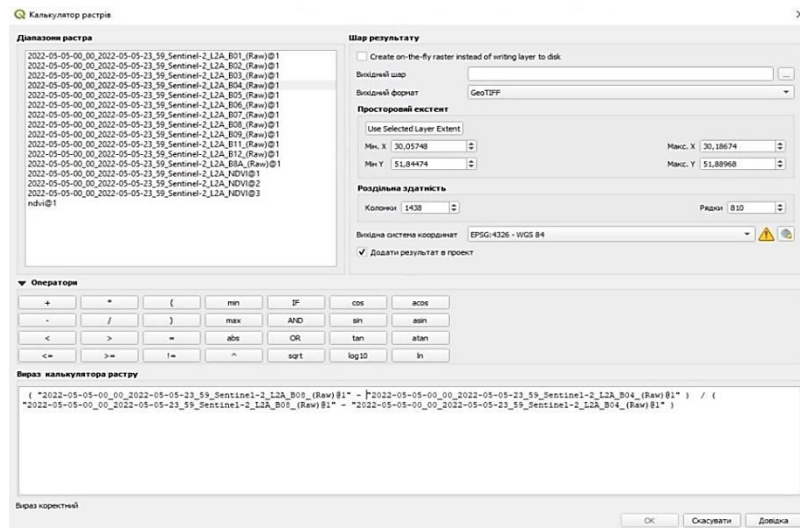 Калькулятор растрів
Діапазони растра
2022-05-05-00_00_2022-05-05-23_59_Sentinel-2_L2A_B01_(Raw)@1
2022-05-05-00_00_2022-05-05-23_59_Sentinel-2_L2A_B02_(Raw)@1
2022-05-05-00_00_2022-05-05-23_59_Sentinel-2_L2A_B03_(Raw)@1
2022-05-05-00_00_2022-05-05-23_59_Sentinel-2_L2A_B04_(Raw)@1
2022-05-05-00_00_2022-05-05-23_59_Sentinel-2_L2A_B05_(Raw)@1
2022-05-05-00_00_2022-05-05-23_59_Sentinel-2_L2A_B06_(Raw)@1
2022-05-05-00_00_2022-05-05-23_59_Sentinel-2_L2A_B07_(Raw)@1
2022-05-05-00_00_2022-05-05-23_59_Sentinel-2_L2A_B08_(Raw)@1
2022-05-05-00_00_2022-05-05-23_59_Sentinel-2_L2A_B09_(Raw)@1
2022-05-05-00_00_2022-05-05-23_59_Sentinel-2_L2A_B11_(Raw)@1
2022-05-05-00_00_2022-05-05-23_59_Sentinel-2_L2A_B12_(Raw)@1
2022-05-05-00_00_2022-05-05-23_59_Sentinel-2_L2A_B8A_(Raw)@1
2022-05-05-00_00_2022-05-05-23_59_Sentinel-2_L2A_NDVI@1
2022-05-05-00_00_2022-05-05-23_59_Sentinel-2_L2A_NDVI@2
2022-05-05-00_00_2022-05-05-23_59_Sentinel-2_L2A_NDVI@3
ndvi@1
Шар результату
Create on-the-fly raster instead of writing layer to disk
Вихідний шар ...
Вихідний формат GeoTIFF
Просторовий екстент
Use Selected Layer Extent
Мін. X 30,05748 Макс. X 30,18674
Мін Y 51,84474 Макс. Y 51,88968
Роздільна здатність
Колонки 1438 Рядки 810
Вихідна система координат EPSG:4326 - WGS 84
Додати результат в проект
Оператори
+ * ( min IF cos acos
- / ) max AND sin asin
< > = abs OR tan atan
<= >= != ^ sqrt log10 ln
Вираз калькулятора растру
( "2022-05-05-00_00_2022-05-05-23_59_Sentinel-2_L2A_B08_(Raw)@1" - "2022-05-05-00_00_2022-05-05-23_59_Sentinel-2_L2A_B04_(Raw)@1" ) / (
"2022-05-05-00_00_2022-05-05-23_59_Sentinel-2_L2A_B08_(Raw)@1" - "2022-05-05-00_00_2022-05-05-23_59_Sentinel-2_L2A_B04_(Raw)@1" )
Вираз коректний
OK Скасувати Довідка